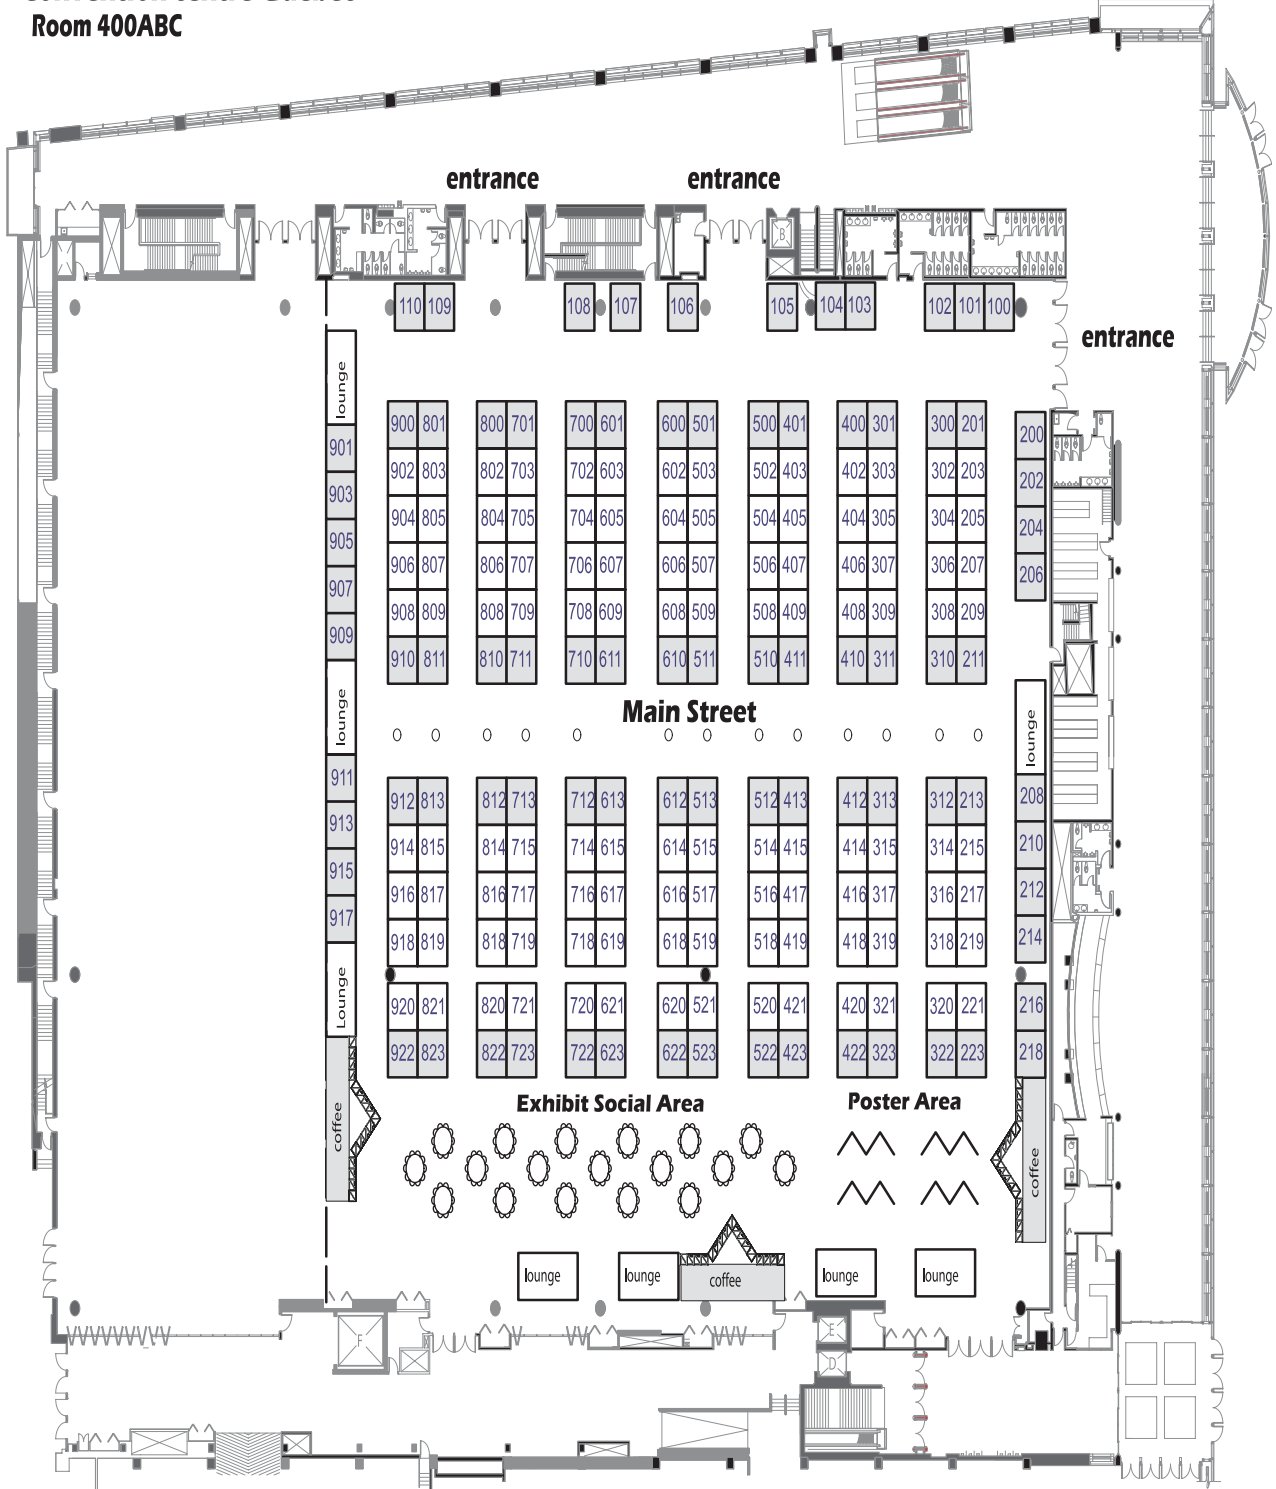 Room 400ABC
entrance entrance
B
110 109 108 107 106 105 104 103 102 101 100
entrance
lounge
900 801 800 701 700 601 600 501 500 401 400 301 300 201 200
901
902 803 802 703 702 603 602 503 502 403 402 303 302 203 202
903
904 805 804 705 704 605 604 505 504 405 404 305 304 205 204
905
906 807 806 707 706 607 606 507 506 407 406 307 306 207 206
907
908 809 808 709 708 609 608 509 508 409 408 309 308 209
909
910 811 810 711 710 611 610 511 510 411 410 311 310 211
lounge
Main Street
lounge
911
912 813 812 713 712 613 612 513 512 413 412 313 312 213 208
913
914 815 814 715 714 615 614 515 514 415 414 315 314 215 210
915
916 817 816 717 716 617 616 517 516 417 416 317 316 217 212
917
918 819 818 719 718 619 618 519 518 419 418 319 318 219 214
Lounge
920 821 820 721 720 621 620 521 520 421 420 321 320 221 216
922 823 822 723 722 623 622 523 522 423 422 323 322 223 218
Exhibit Social Area Poster Area
coffee
coffee
lounge lounge coffee lounge lounge
F
E
D